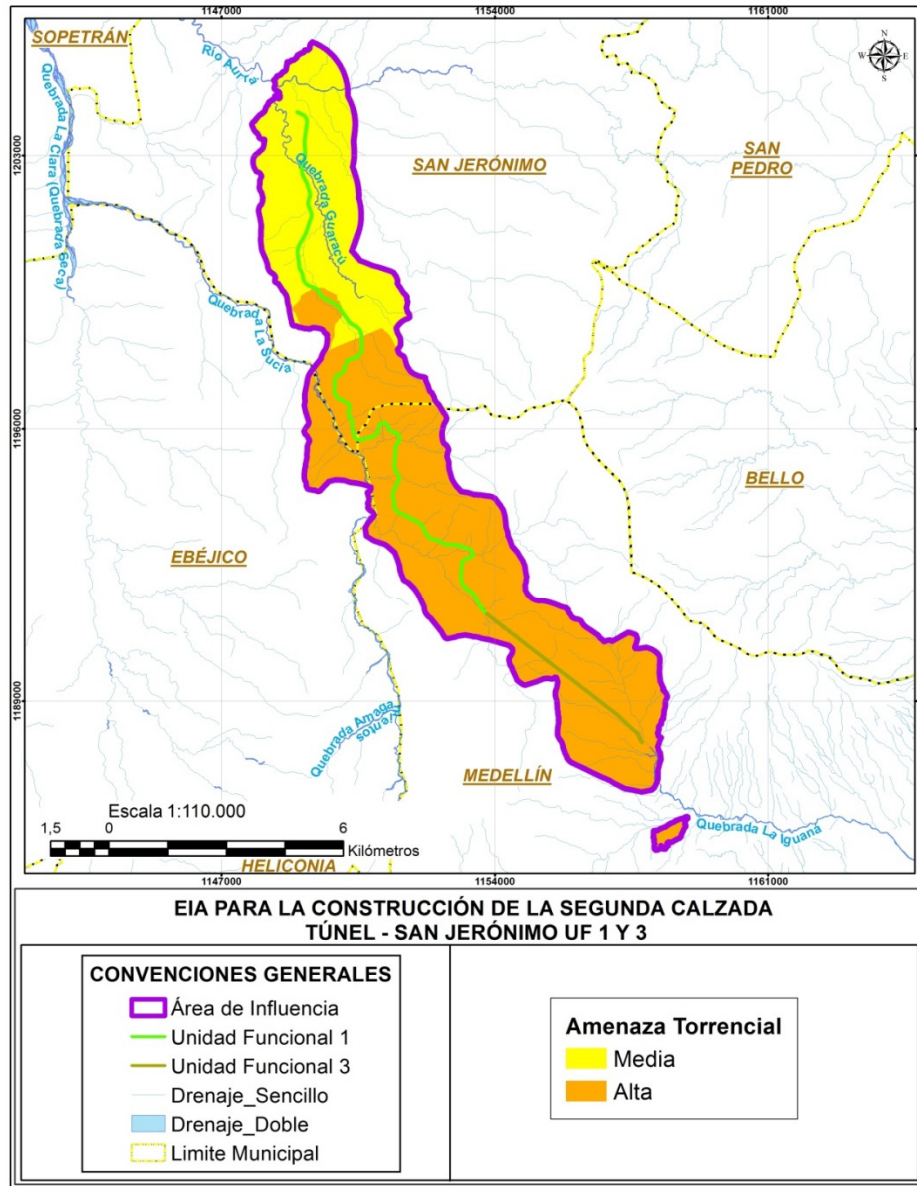 1147000
1154000
1161000
SOPETRÁN
Río Aurrá
N
W
E
S
Quebrada La Clara (Quebrada Seca)
1203000
SAN JERÓNIMO
SAN
PEDRO
Quebrada Guaracú
Quebrada La Sucia
1196000
BELLO
EBÉJICO
1189000
Quebrada Amagamientos
MEDELLÍN
Escala 1:110.000
1,5
0
6
Kilómetros
Quebrada La Iguaná
HELICONIA
1147000
1154000
1161000
EIA PARA LA CONSTRUCCIÓN DE LA SEGUNDA CALZADA
TÚNEL - SAN JERÓNIMO UF 1 Y 3
CONVENCIONES GENERALES
Área de Influencia
Unidad Funcional 1
Unidad Funcional 3
Drenaje_Sencillo
Drenaje_Doble
Limite Municipal
Amenaza Torrencial
Media
Alta